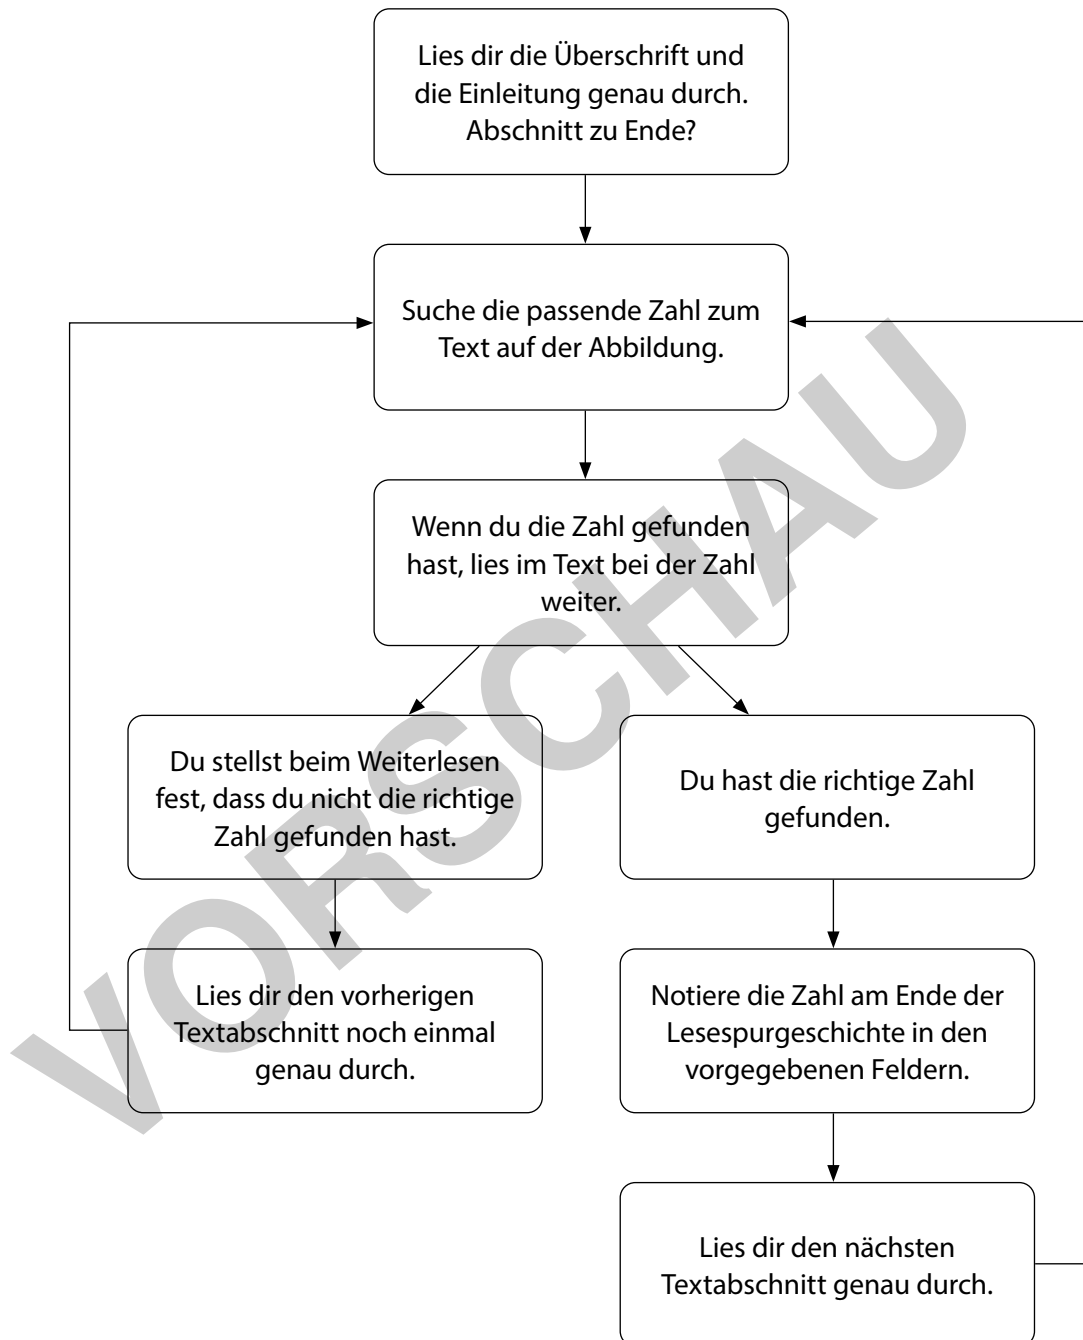 Lies dir die Überschrift und
die Einleitung genau durch.
Abschnitt zu Ende?
Suche die passende Zahl zum
Text auf der Abbildung.
Wenn du die Zahl gefunden
hast, lies im Text bei der Zahl
weiter.
Du stellst beim Weiterlesen
fest, dass du nicht die richtige
Zahl gefunden hast.
Du hast die richtige Zahl
gefunden.
Lies dir den vorherigen
Textabschnitt noch einmal
genau durch.
Notiere die Zahl am Ende der
Lesespurgeschichte in den
vorgegebenen Feldern.
Lies dir den nächsten
Textabschnitt genau durch.
VORSCHAU